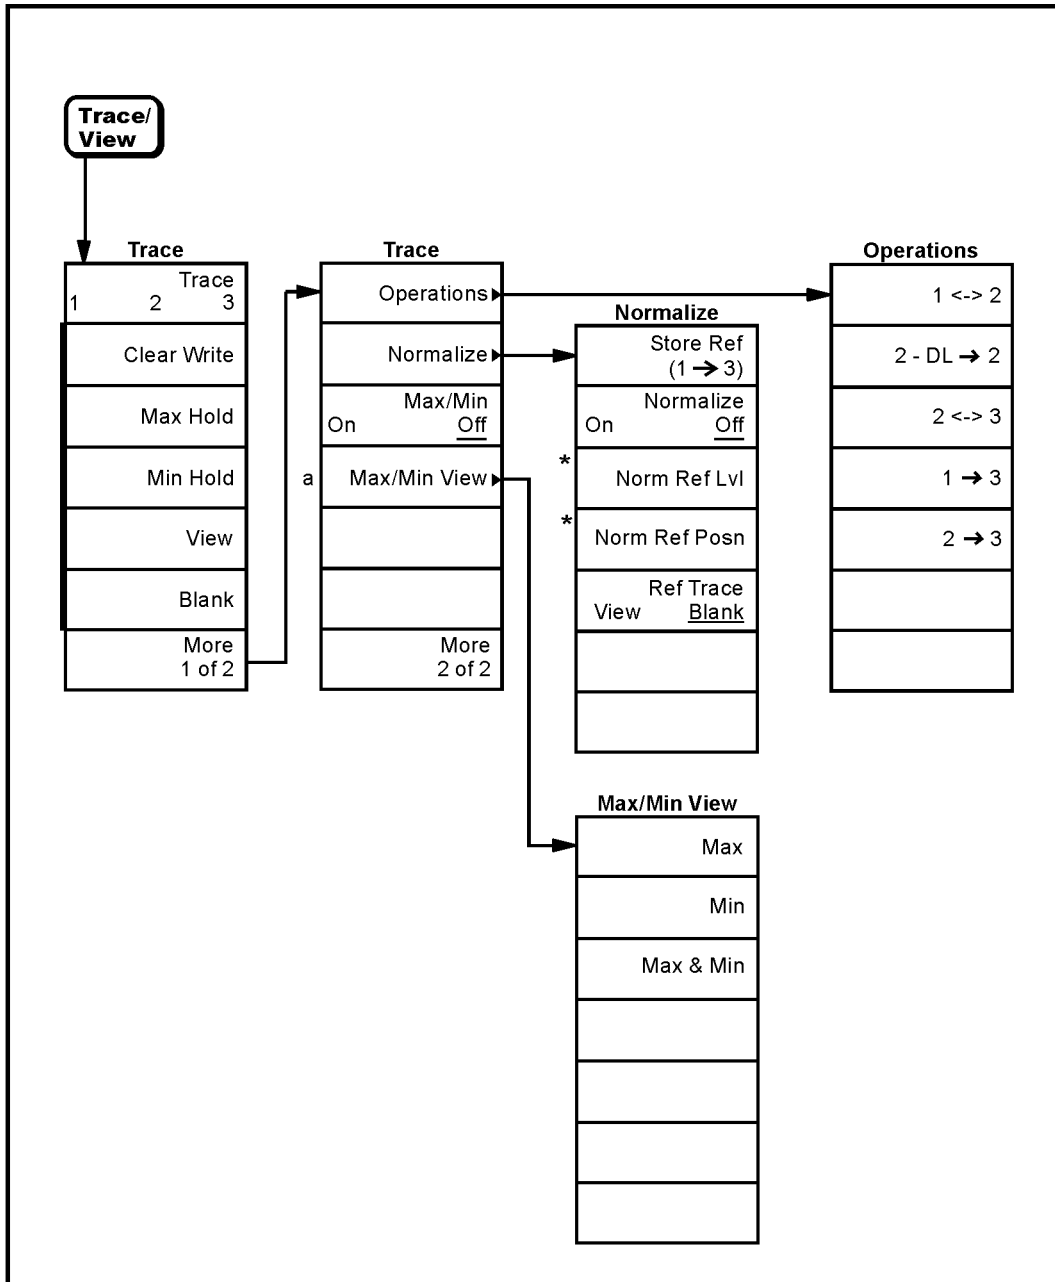 Trace/
View
Trace
Trace
1 2 3
Clear Write
Max Hold
Min Hold
View
Blank
More
1 of 2
Trace
Operations
Normalize
Max/Min
On Off
a Max/Min View
More
2 of 2
Normalize
Store Ref
(1 → 3)
Normalize
On Off
* Norm Ref Lvl
* Norm Ref Posn
Ref Trace
View Blank
Max/Min View
Max
Min
Max & Min
Operations
1 <-> 2
2 - DL → 2
2 <-> 3
1 → 3
2 → 3